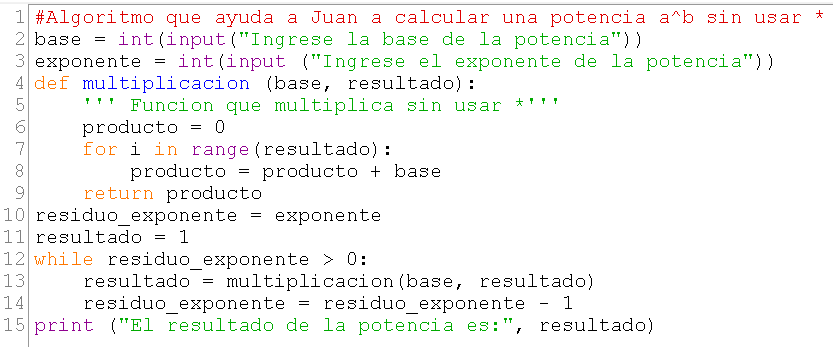 1 #Algoritmo que ayuda a Juan a calcular una potencia a^b sin usar *
2 base = int(input("Ingrese la base de la potencia"))
3 exponente = int(input ("Ingrese el exponente de la potencia"))
4 def multiplicacion (base, resultado):
5     ''' Funcion que multiplica sin usar *'''
6     producto = 0
7     for i in range(resultado):
8         producto = producto + base
9     return producto
10 residuo_exponente = exponente
11 resultado = 1
12 while residuo_exponente > 0:
13     resultado = multiplicacion(base, resultado)
14     residuo_exponente = residuo_exponente - 1
15 print ("El resultado de la potencia es:", resultado)